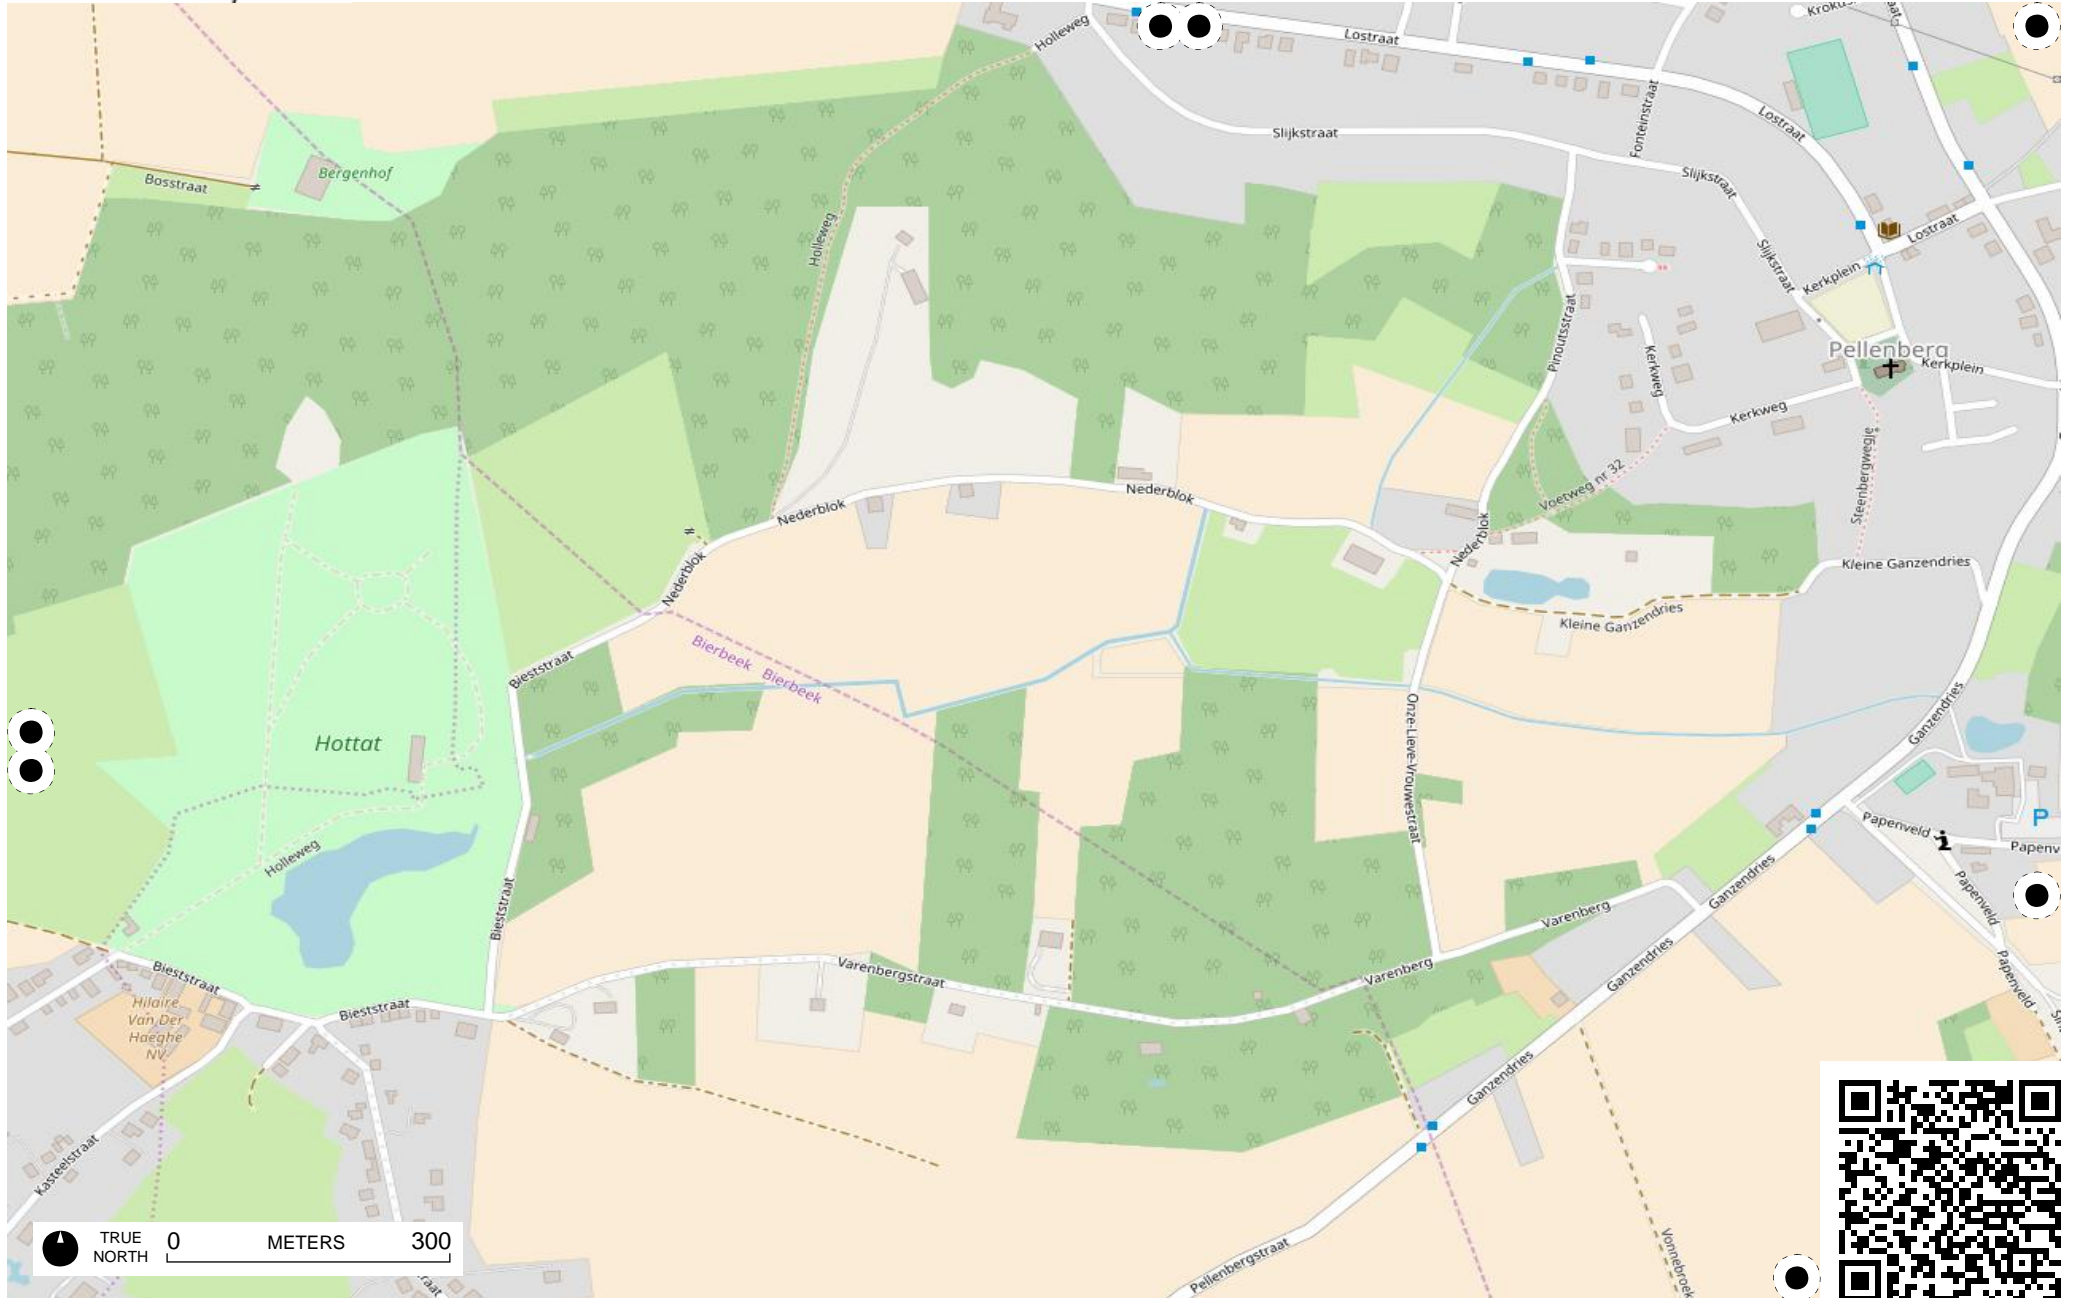 Holleweg
Lostraat
Krokus
Bosstraat
Bergenhof
Slijkstraat
Fonteinstraat
Lostraat
Slijkstraat
Holleweg
Slijkstraat
Lostraat
Kerkplein
Pinoutsstraat
Pellenberg
Kerkweg
Kerkplein
Kerkweg
Steenbergwegje
Nederblok
Nederblok
Voetweg nr 32
Nederblok
Nederblok
Kleine Ganzendries
Kleine Ganzendries
Bierbeek
Bierbeek
Bieststraat
Onze-Lieve-Vrouwestraat
Ganzendries
Hottat
P
Papenveld
Papenv
Holleweg
Bieststraat
Ganzendries
Papenveld
Varenberg
Varenbergstraat
Varenberg
Ganzendries
Papenveld
Bieststraat
Hilaire
Van Der
Haeghe
NV
Bieststraat
Ganzendries
Kasteelstraat
TRUE
NORTH
0 METERS 300
raat
Pellenbergstraat
Vonnebroek